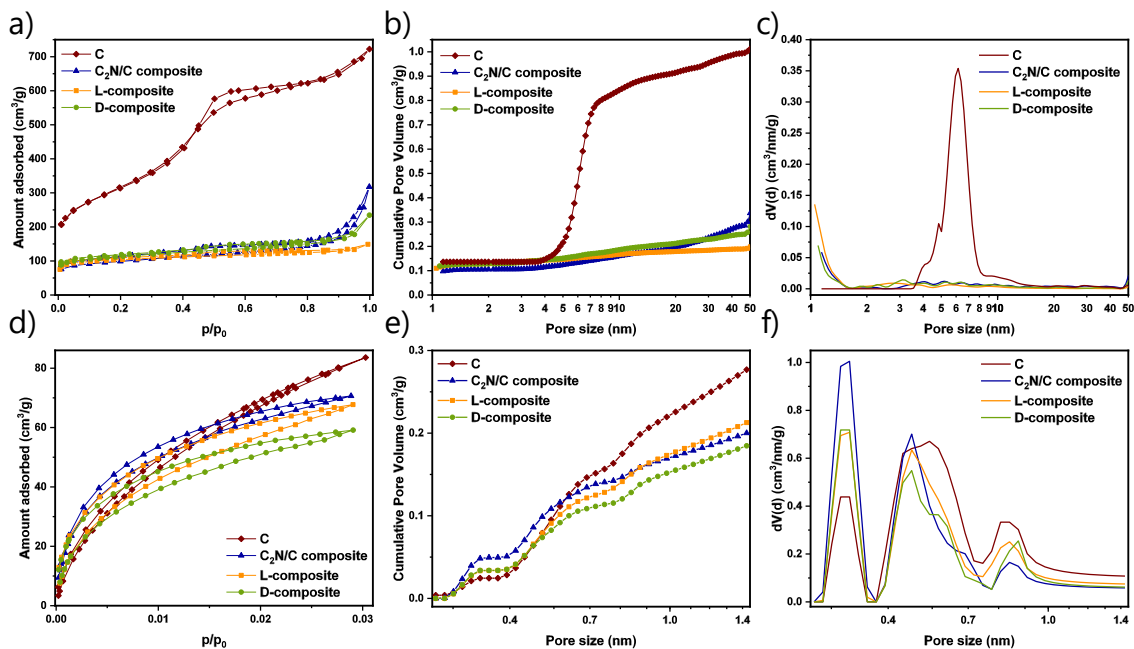 a)
C
C₂N/C composite
L-composite
D-composite
Amount adsorbed (cm³/g)
700
600
500
400
300
200
100
0
0.0 0.2 0.4 0.6 0.8 1.0
p/p₀
b)
C
C₂N/C composite
L-composite
D-composite
Cumulative Pore Volume (cm³/g)
1.0
0.9
0.8
0.7
0.6
0.5
0.4
0.3
0.2
0.1
0.0
1 2 3 4 5 6 7 8 9 10 20 30 40 50
Pore size (nm)
c)
C
C₂N/C composite
L-composite
D-composite
dV(d) (cm³/nm/g)
0.40
0.35
0.30
0.25
0.20
0.15
0.10
0.05
0.00
1 2 3 4 5 6 7 8 9 10 20 30 40 50
Pore size (nm)
d)
C
C₂N/C composite
L-composite
D-composite
Amount adsorbed (cm³/g)
80
60
40
20
0
0.00 0.01 0.02 0.03
p/p₀
e)
C
C₂N/C composite
L-composite
D-composite
Cumulative Pore Volume (cm³/g)
0.3
0.2
0.1
0.0
0.4 0.7 1.0 1.4
Pore size (nm)
f)
C
C₂N/C composite
L-composite
D-composite
dV(d) (cm³/nm/g)
1.0
0.8
0.6
0.4
0.2
0.0
0.4 0.7 1.0 1.4
Pore size (nm)